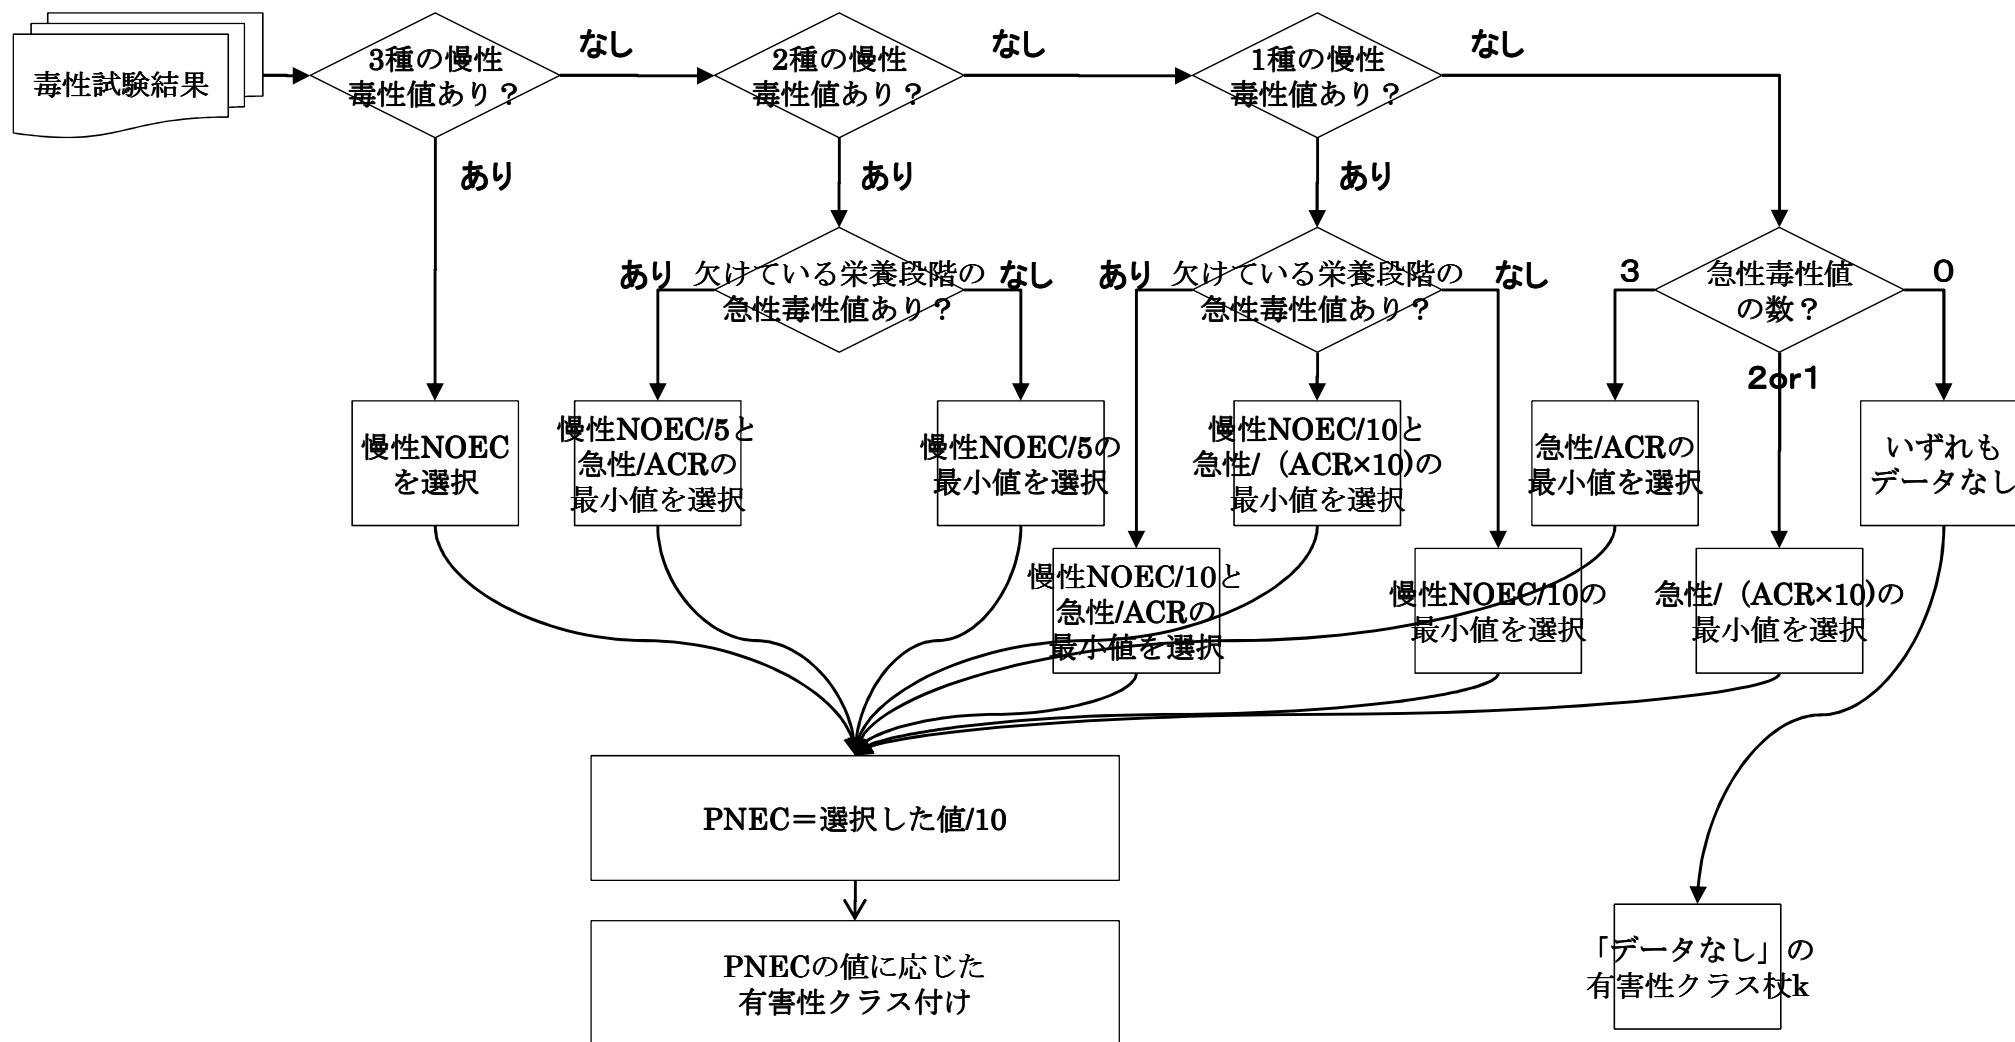 毒性試験結果
3種の慢性
毒性値あり？
なし
2種の慢性
毒性値あり？
なし
1種の慢性
毒性値あり？
なし
あり
あり
あり
あり
欠けている栄養段階の
急性毒性値あり？
なし
あり
欠けている栄養段階の
急性毒性値あり？
なし
3
急性毒性値
の数？
0
2or1
慢性NOEC
を選択
慢性NOEC/5と
急性/ACRの
最小値を選択
慢性NOEC/5の
最小値を選択
慢性NOEC/10と
急性/（ACR×10)の
最小値を選択
急性/ACRの
最小値を選択
いずれも
データなし
慢性NOEC/10と
急性/ACRの
最小値を選択
慢性NOEC/10の
最小値を選択
急性/（ACR×10)の
最小値を選択
PNEC＝選択した値/10
PNECの値に応じた
有害性クラス付け
「データなし」の
有害性クラス杖k